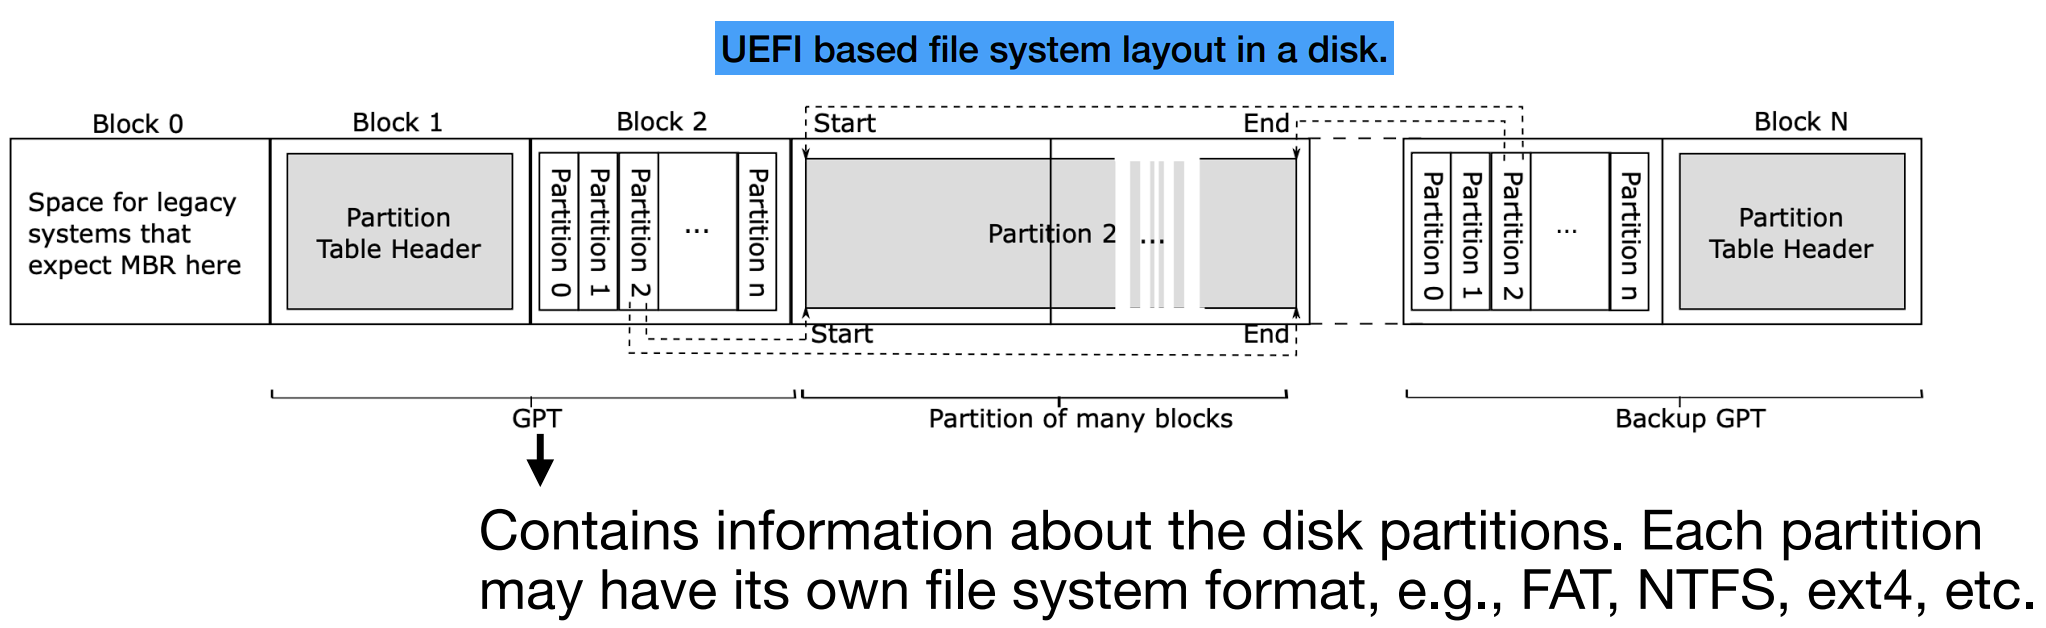 UEFI based file system layout in a disk.
Block 0
Block 1
Block 2
Start
End
Block N
Space for legacy
systems that
expect MBR here
Partition
Table Header
Partition 0
Partition 1
Partition 2
...
Partition n
Partition 2
...
Partition 0
Partition 1
Partition 2
...
Partition n
Partition
Table Header
Start
End
GPT
Partition of many blocks
Backup GPT
Contains information about the disk partitions. Each partition
may have its own file system format, e.g., FAT, NTFS, ext4, etc.